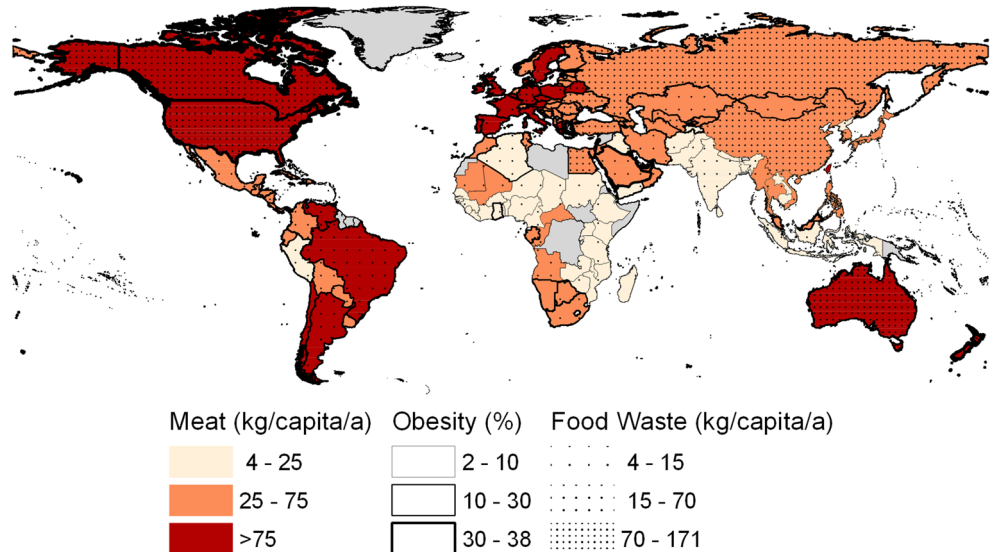 Meat (kg/capita/a) Obesity (%) Food Waste (kg/capita/a)
4 - 25 2 - 10 4 - 15
25 - 75 10 - 30 15 - 70
>75 30 - 38 70 - 171